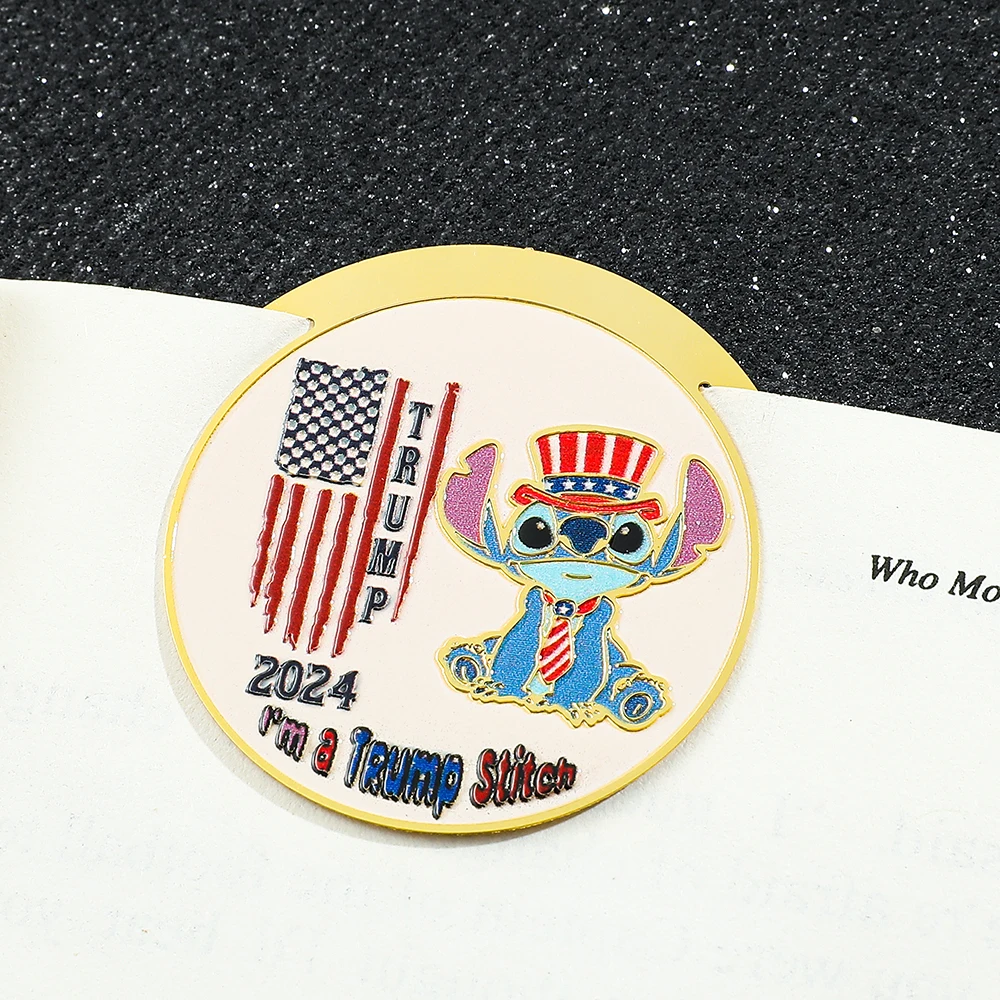 TRUMP
2024
I'm a Trump Stitch
Who Mo